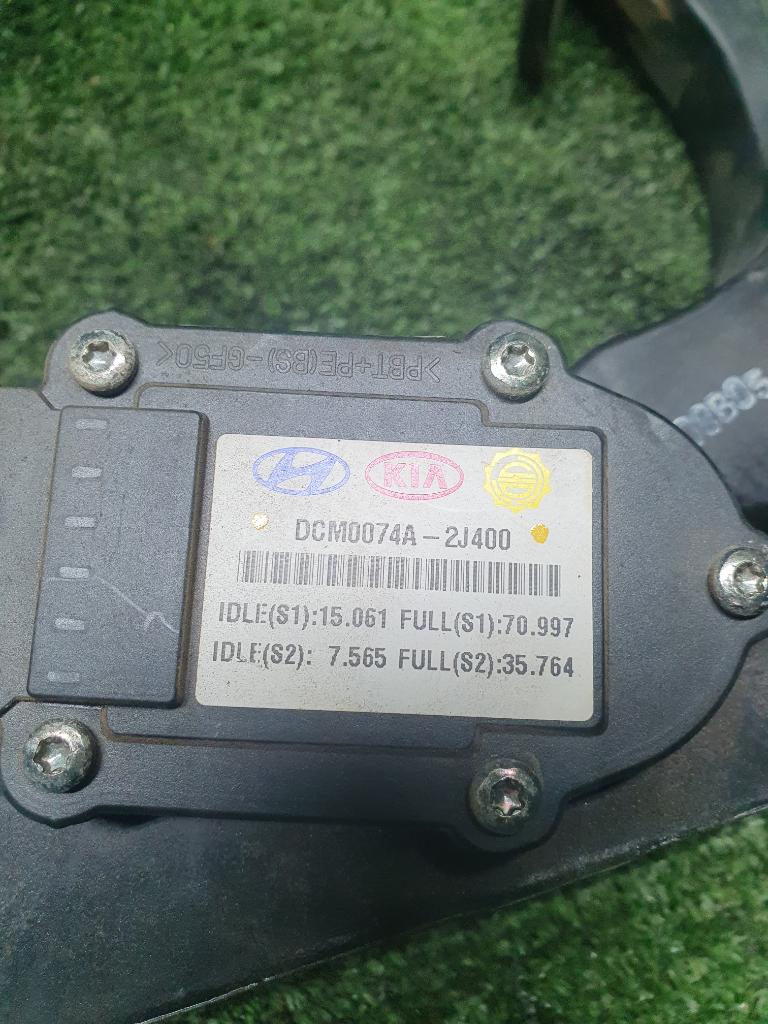 >PBT+PE(BS)-GF50<
KIA
DCM0074A-2J400
IDLE(S1):15.061 FULL(S1):70.997
IDLE(S2): 7.565 FULL(S2):35.764